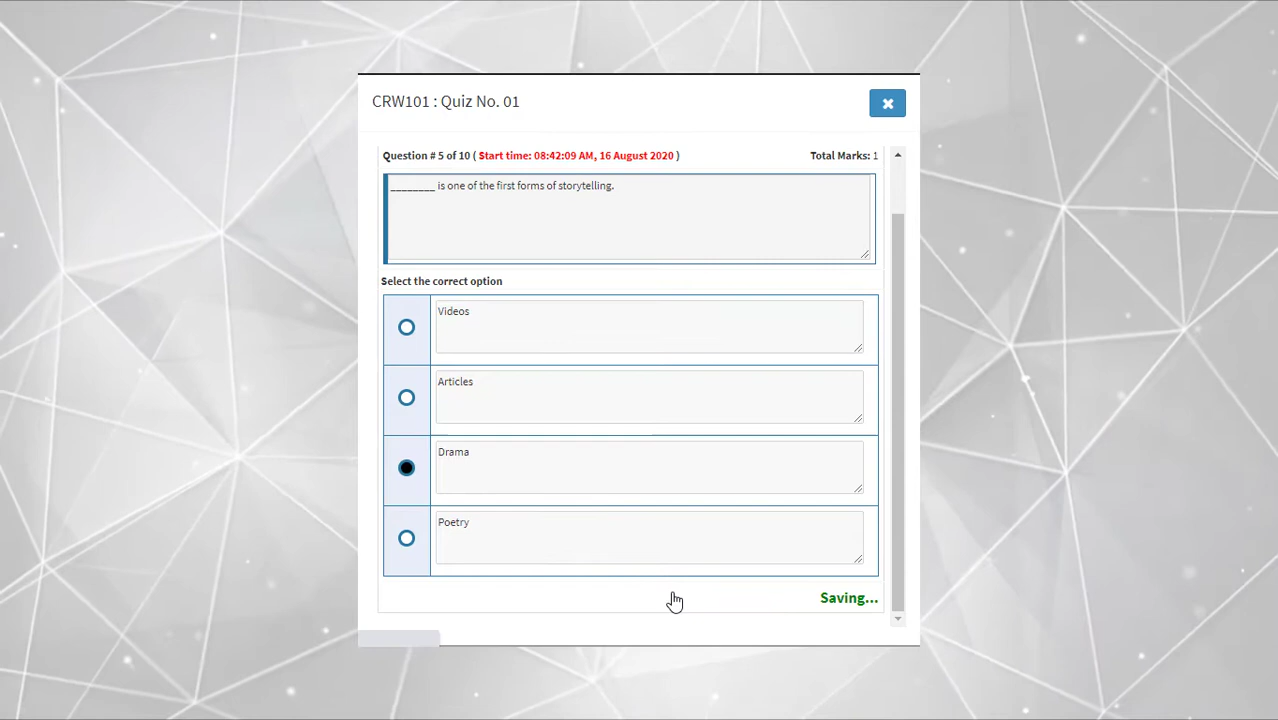 CRW101 : Quiz No. 01
Question # 5 of 10 ( Start time: 08:42:09 AM, 16 August 2020 )
Total Marks: 1
________ is one of the first forms of storytelling.
Select the correct option
Videos
Articles
Drama
Poetry
Saving...